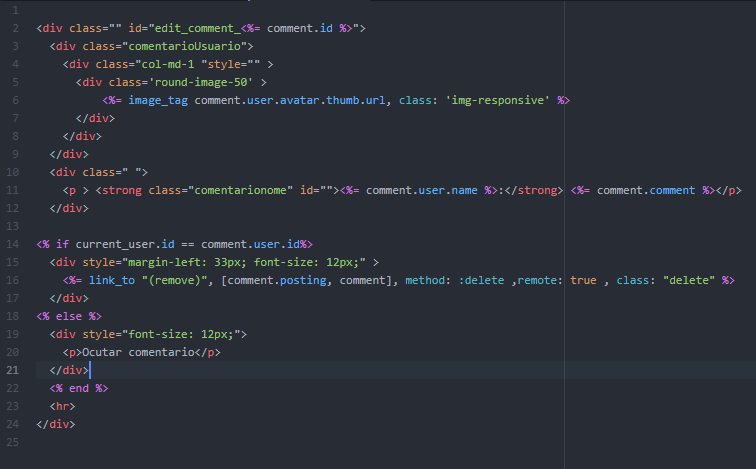 1
2 <div class="" id="edit_comment_<%= comment.id %>">
3   <div class="comentarioUsuario">
4     <div class="col-md-1 "style="" >
5       <div class='round-image-50' >
6           <%= image_tag comment.user.avatar.thumb.url, class: 'img-responsive' %>
7       </div>
8     </div>
9   </div>
10   <div class=" ">
11     <p > <strong class="comentarionome" id=""><%= comment.user.name %>:</strong> <%= comment.comment %></p>
12   </div>
13
14 <% if current_user.id == comment.user.id%>
15   <div style="margin-left: 33px; font-size: 12px;" >
16     <%= link_to "(remove)", [comment.posting, comment], method: :delete ,remote: true , class: "delete" %>
17   </div>
18 <% else %>
19   <div style="font-size: 12px;">
20     <p>Ocutar comentario</p>
21   </div>
22   <% end %>
23   <hr>
24 </div>
25